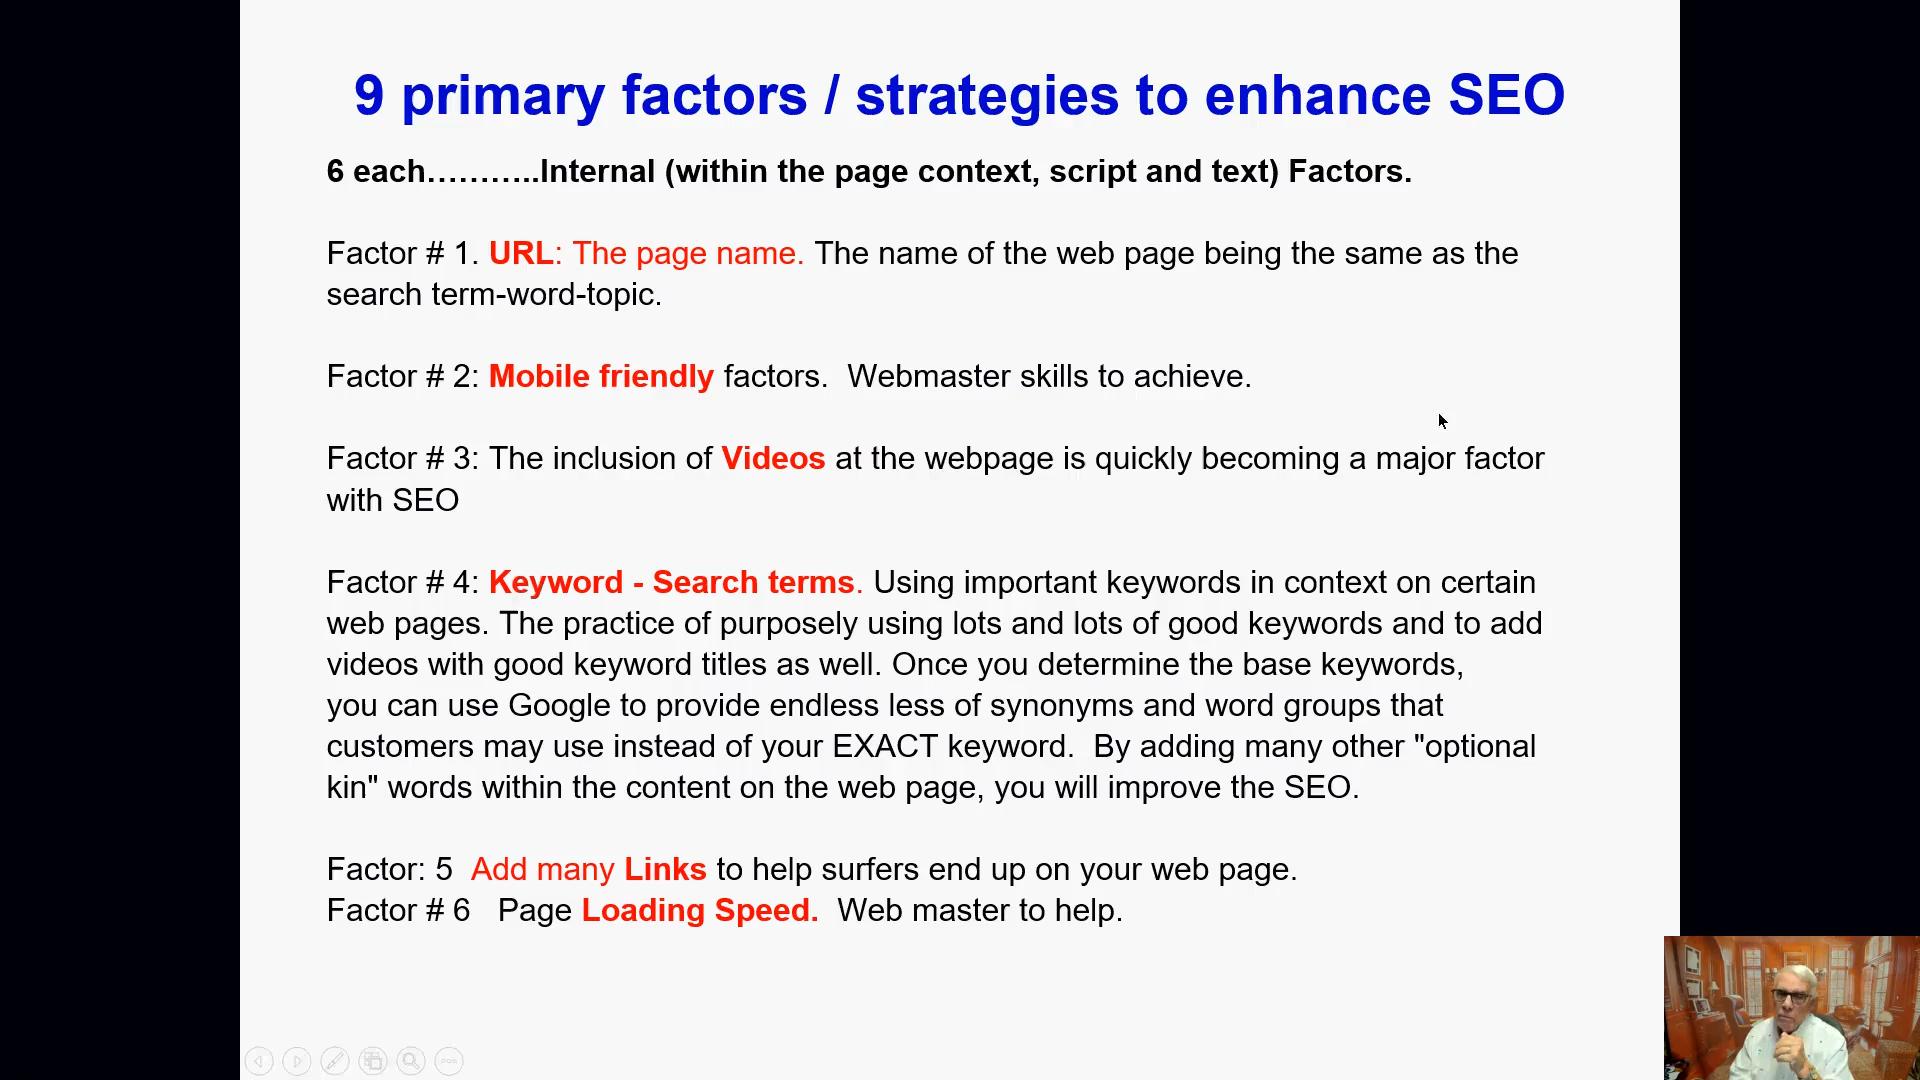 9 primary factors / strategies to enhance SEO
6 each………..Internal (within the page context, script and text) Factors.
Factor # 1. URL: The page name. The name of the web page being the same as the
search term-word-topic.
Factor # 2: Mobile friendly factors.  Webmaster skills to achieve.
Factor # 3: The inclusion of Videos at the webpage is quickly becoming a major factor
with SEO
Factor # 4: Keyword - Search terms. Using important keywords in context on certain
web pages. The practice of purposely using lots and lots of good keywords and to add
videos with good keyword titles as well. Once you determine the base keywords,
you can use Google to provide endless less of synonyms and word groups that
customers may use instead of your EXACT keyword.  By adding many other "optional
kin" words within the content on the web page, you will improve the SEO.
Factor: 5  Add many Links to help surfers end up on your web page.
Factor # 6   Page Loading Speed.  Web master to help.